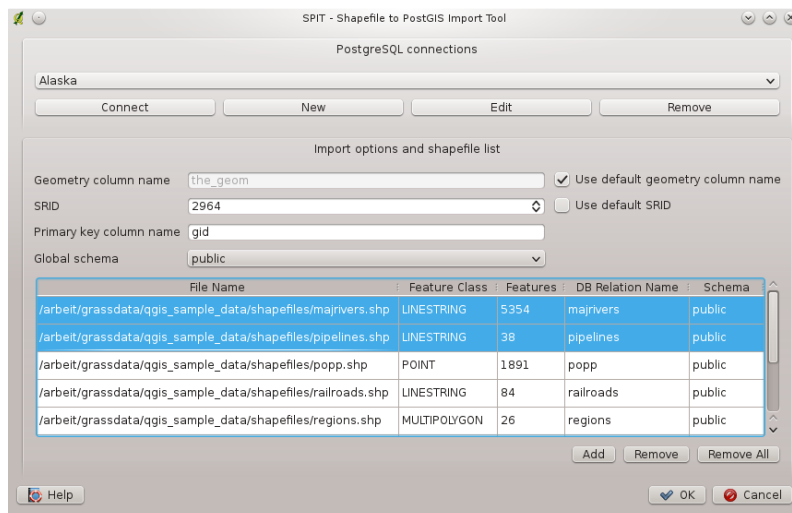 SPIT - Shapefile to PostGIS Import Tool
PostgreSQL connections
Alaska
Connect New Edit Remove
Import options and shapefile list
Geometry column name the_geom Use default geometry column name
SRID 2964 Use default SRID
Primary key column name gid
Global schema public
File Name Feature Class Features DB Relation Name Schema
/arbeit/grassdata/qgis_sample_data/shapefiles/majrivers.shp LINESTRING 5354 majrivers public
/arbeit/grassdata/qgis_sample_data/shapefiles/pipelines.shp LINESTRING 38 pipelines public
/arbeit/grassdata/qgis_sample_data/shapefiles/popp.shp POINT 1891 popp public
/arbeit/grassdata/qgis_sample_data/shapefiles/railroads.shp LINESTRING 84 railroads public
/arbeit/grassdata/qgis_sample_data/shapefiles/regions.shp MULTIPOLYGON 26 regions public
Add Remove Remove All
Help OK Cancel